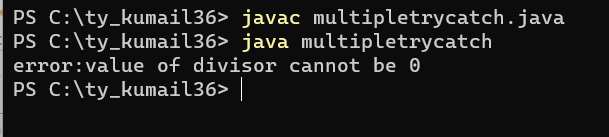 PS C:\ty_kumail36> javac multipletrycatch.java
PS C:\ty_kumail36> java multipletrycatch
error:value of divisor cannot be 0
PS C:\ty_kumail36>